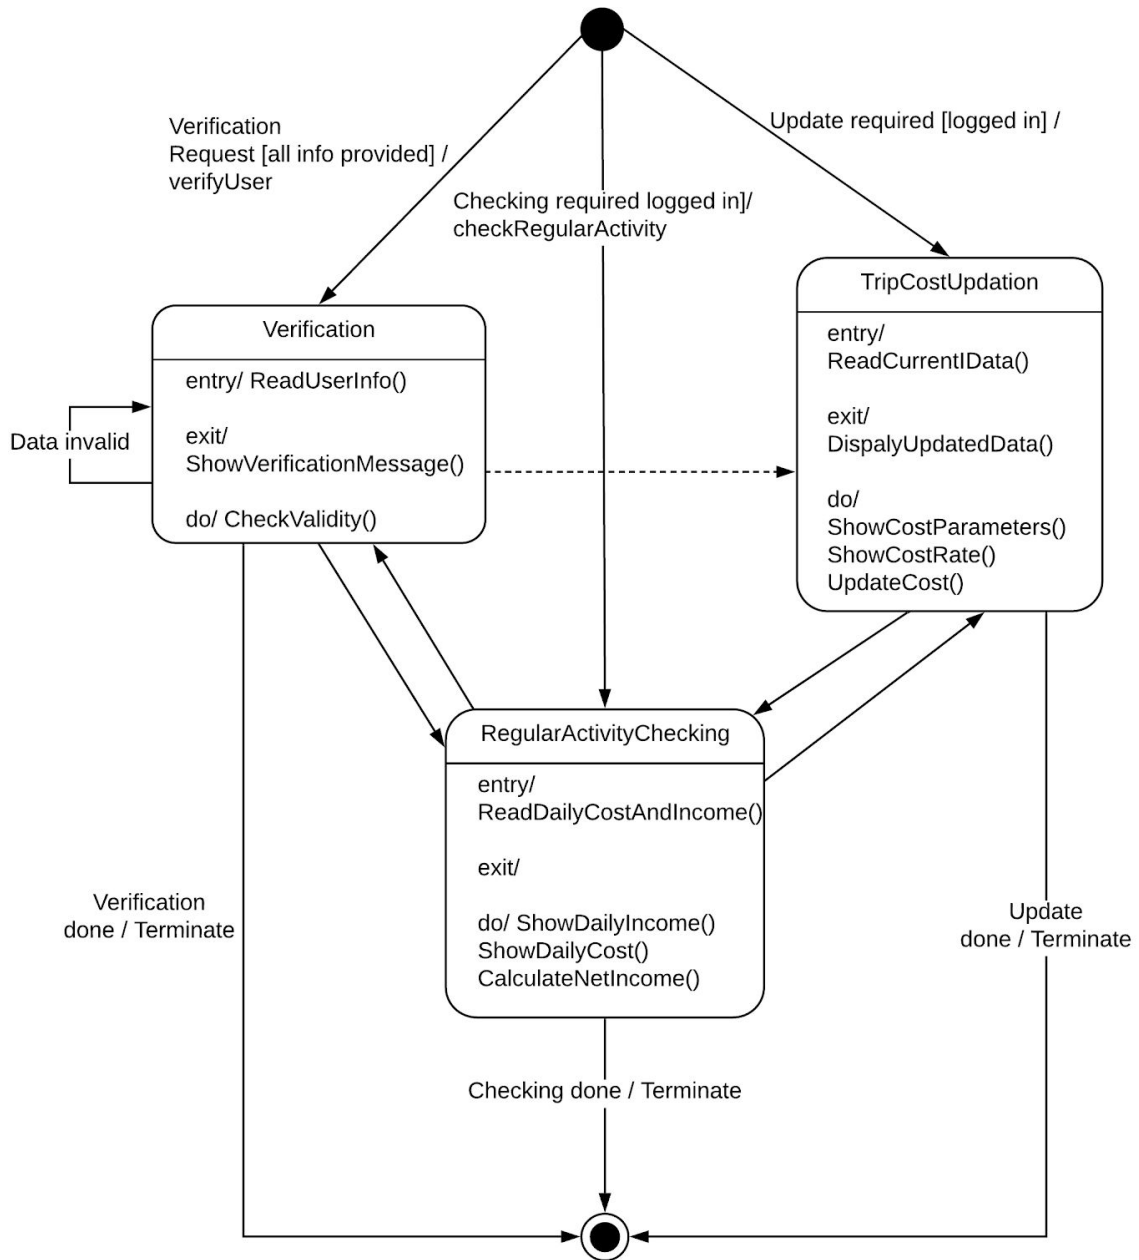 Verification
Request [all info provided] /
verifyUser
Update required [logged in] /
Checking required logged in]/
checkRegularActivity
TripCostUpdation
entry/
ReadCurrentIData()
exit/
DispalyUpdatedData()
do/
ShowCostParameters()
ShowCostRate()
UpdateCost()
Verification
entry/ ReadUserInfo()
exit/
ShowVerificationMessage()
do/ CheckValidity()
Data invalid
RegularActivityChecking
entry/
ReadDailyCostAndIncome()
exit/
do/ ShowDailyIncome()
ShowDailyCost()
CalculateNetIncome()
Verification
done / Terminate
Update
done / Terminate
Checking done / Terminate